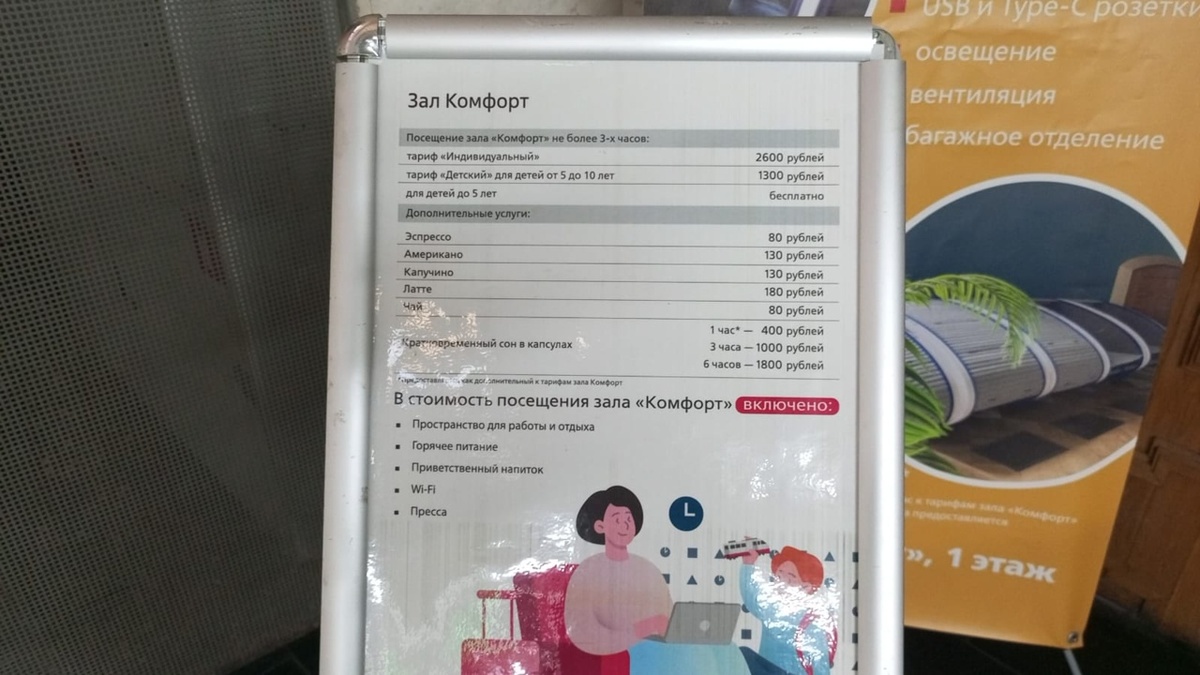 Зал Комфорт
Посещение зала «Комфорт» не более 3-х часов:
тариф «Индивидуальный» 2600 рублей
тариф «Детский» для детей от 5 до 10 лет 1300 рублей
для детей до 5 лет бесплатно
Дополнительные услуги:
Эспрессо 80 рублей
Американо 130 рублей
Капучино 130 рублей
Латте 180 рублей
Чай 80 рублей
1 час* — 400 рублей
Кратковременный сон в капсулах 3 часа — 1000 рублей
6 часов — 1800 рублей
как дополнительный к тарифам зала Комфорт
В стоимость посещения зала «Комфорт» включено:
Пространство для работы и отдыха
Горячее питание
Приветственный напиток
Wi-Fi
Пресса
USB и Type-C розетки
освещение
вентиляция
багажное отделение
к тарифам зала «Комфорт»
предоставляется
», 1 этаж